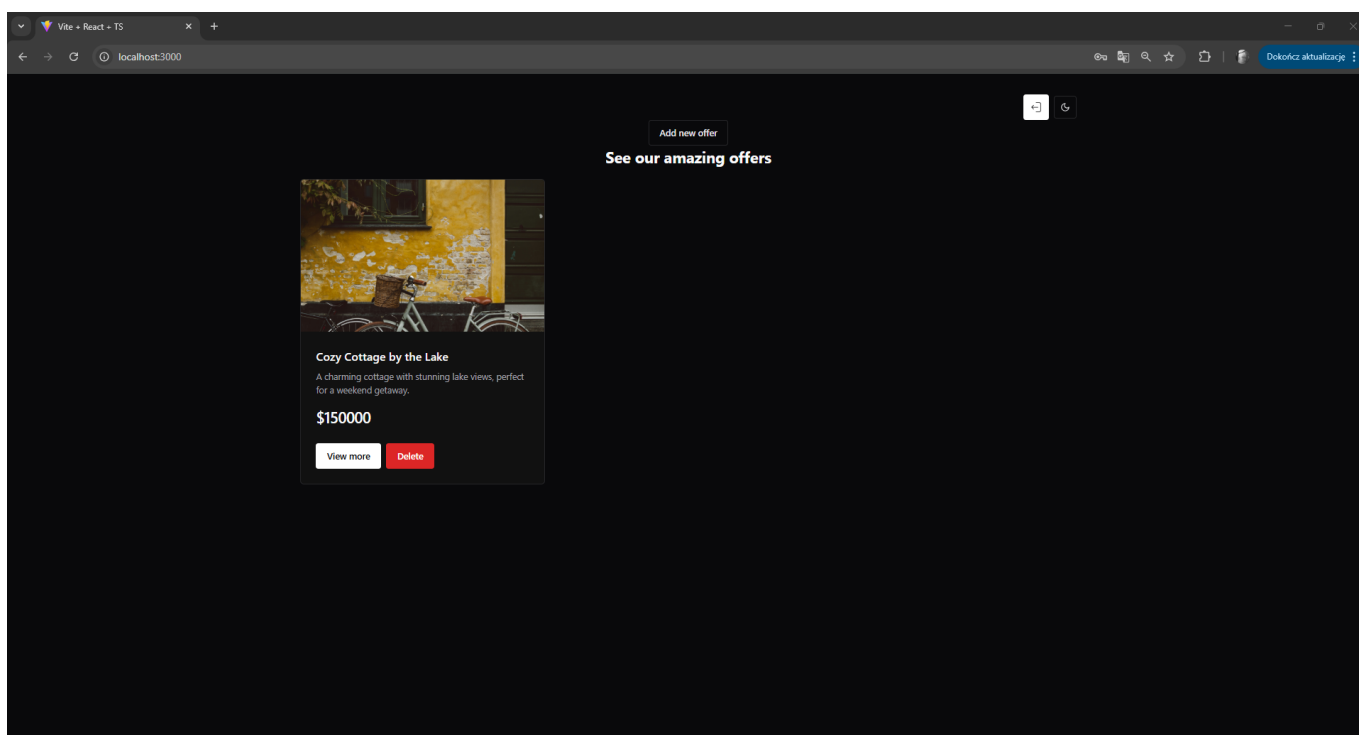 Vite + React + TS
localhost:3000
Dokończ aktualizację
Add new offer
See our amazing offers
Cozy Cottage by the Lake
A charming cottage with stunning lake views, perfect
for a weekend getaway.
$150000
View more
Delete